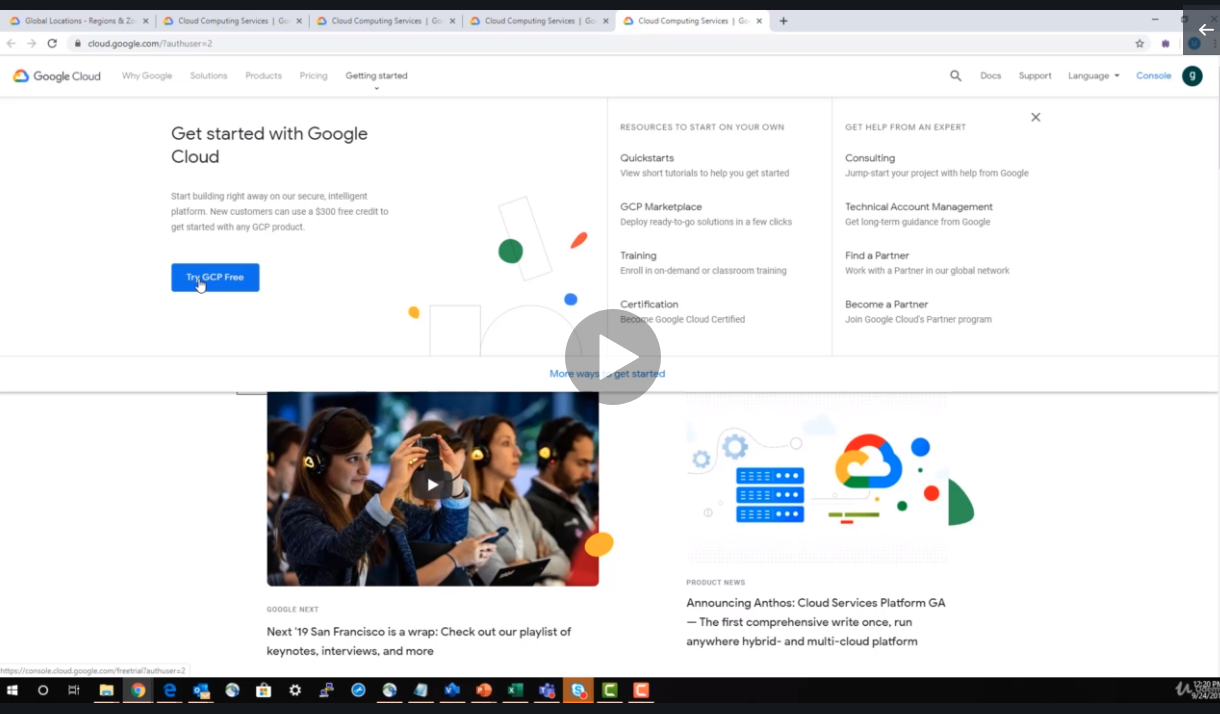 Global Locations - Regions & Zo
Cloud Computing Services | Go
Cloud Computing Services | Go
Cloud Computing Services | Go
Cloud Computing Services | Go
cloud.google.com/?authuser=2
Google Cloud
Why Google
Solutions
Products
Pricing
Getting started
Docs
Support
Language
Console
g
Get started with Google
Cloud
Start building right away on our secure, intelligent
platform. New customers can use a $300 free credit to
get started with any GCP product.
Try GCP Free
RESOURCES TO START ON YOUR OWN
Quickstarts
View short tutorials to help you get started
GCP Marketplace
Deploy ready-to-go solutions in a few clicks
Training
Enroll in on-demand or classroom training
Certification
Become Google Cloud Certified
GET HELP FROM AN EXPERT
Consulting
Jump-start your project with help from Google
Technical Account Management
Get long-term guidance from Google
Find a Partner
Work with a Partner in our global network
Become a Partner
Join Google Cloud's Partner program
More ways to get started
GOOGLE NEXT
Next '19 San Francisco is a wrap: Check out our playlist of
keynotes, interviews, and more
PRODUCT NEWS
Announcing Anthos: Cloud Services Platform GA
— The first comprehensive write once, run
anywhere hybrid- and multi-cloud platform
https://console.cloud.google.com/freetrial?authuser=2
12:20 PM
9/24/20